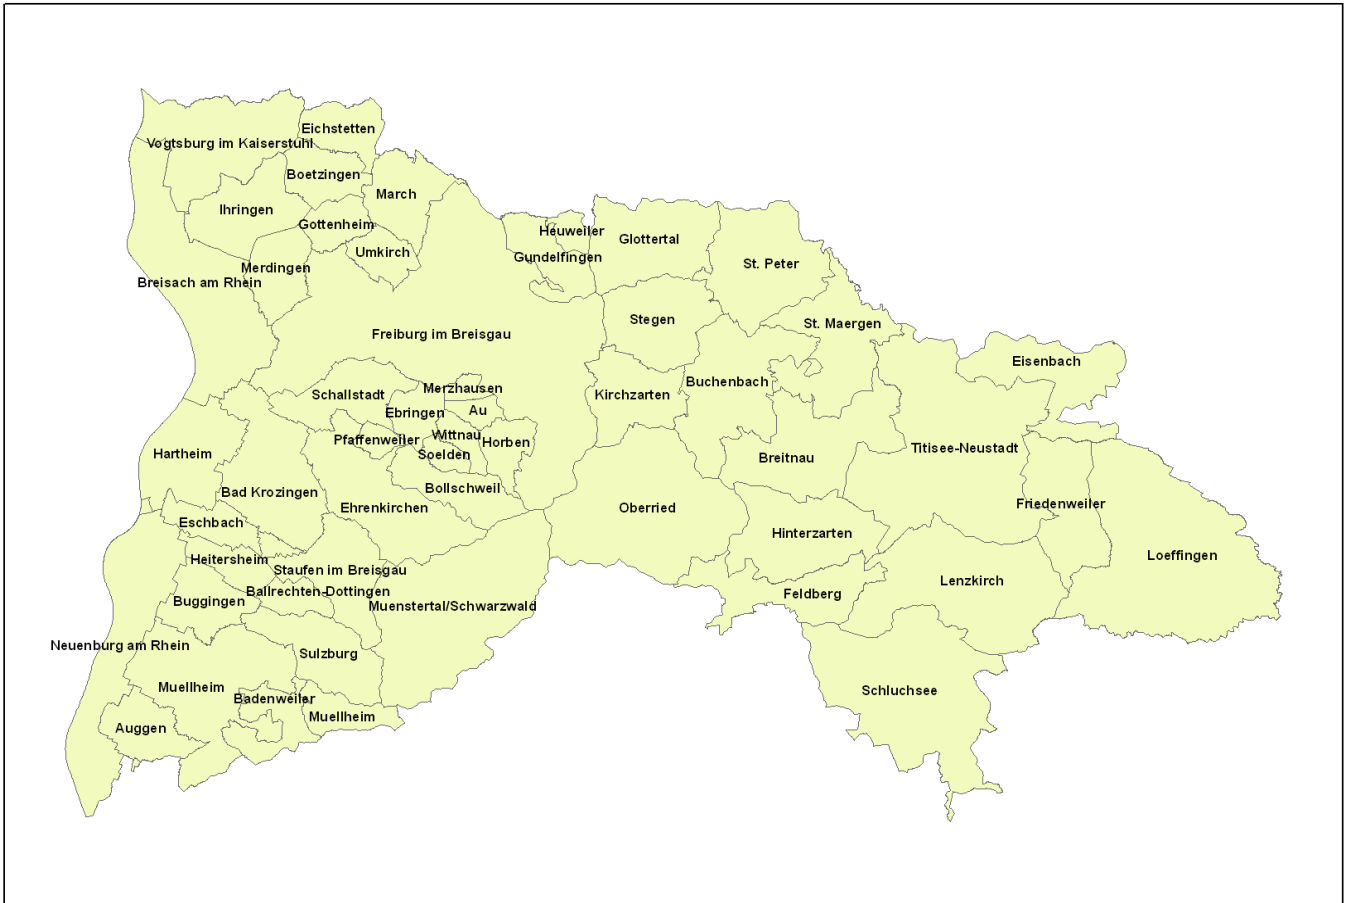 Eichstetten
Vogtsburg im Kaiserstuhl
Boetzingen
March
Ihringen
Gottenheim
Heuweiler
Glottertal
Umkirch
Gundelfingen
St. Peter
Merdingen
Breisach am Rhein
Stegen
St. Maergen
Freiburg im Breisgau
Eisenbach
Buchenbach
Merzhausen
Schallstadt
Kirchzarten
Au
Ebringen
Wittnau
Pfaffenweiler
Horben
Titisee-Neustadt
Hartheim
Soelden
Breitnau
Bollschweil
Bad Krozingen
Friedenweiler
Ehrenkirchen
Oberried
Eschbach
Hinterzarten
Loeffingen
Heitersheim
Staufen im Breisgau
Lenzkirch
Ballrechten-Dottingen
Feldberg
Buggingen
Muenstertal/Schwarzwald
Neuenburg am Rhein
Sulzburg
Muellheim
Schluchsee
Badenweiler
Muellheim
Auggen